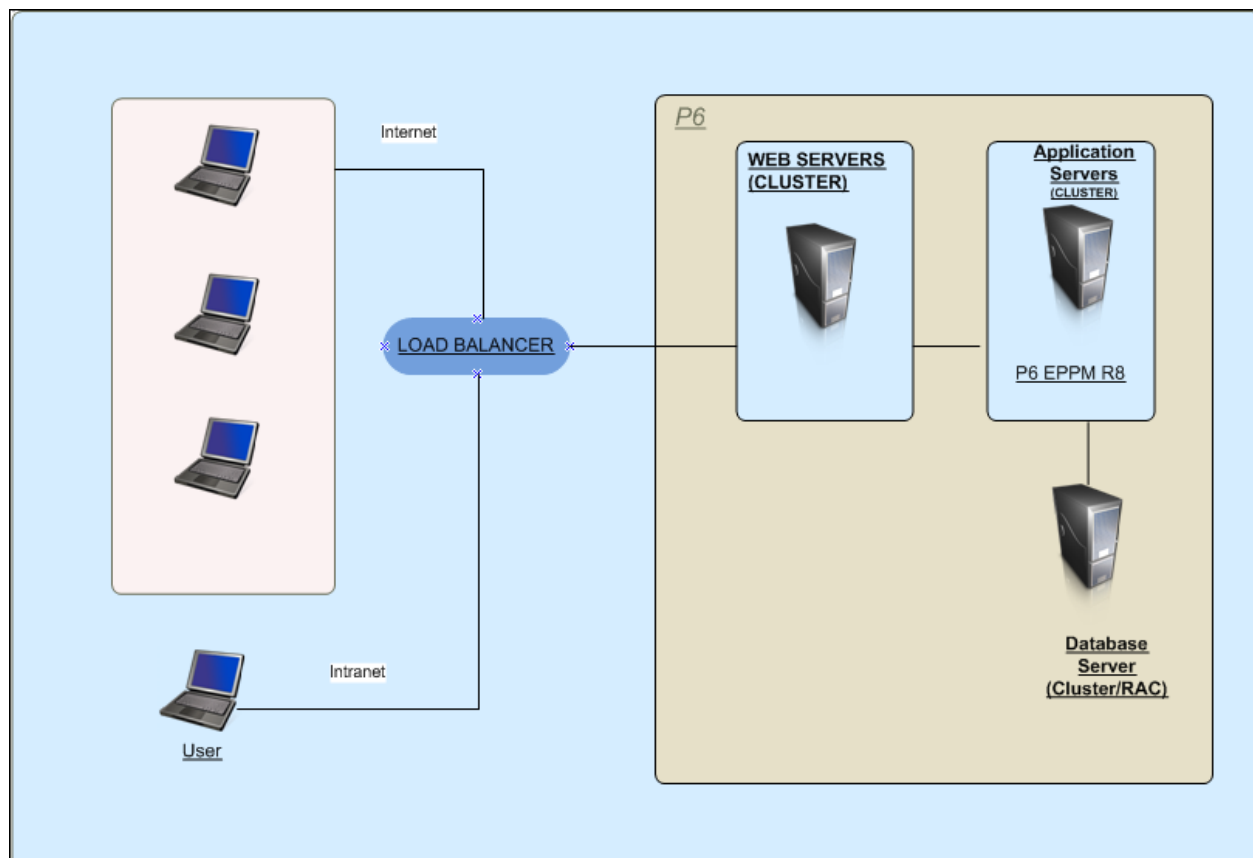 Internet
P6
WEB SERVERS
(CLUSTER)
Application
Servers
(CLUSTER)
LOAD BALANCER
P6 EPPM R8
Intranet
User
Database
Server
(Cluster/RAC)